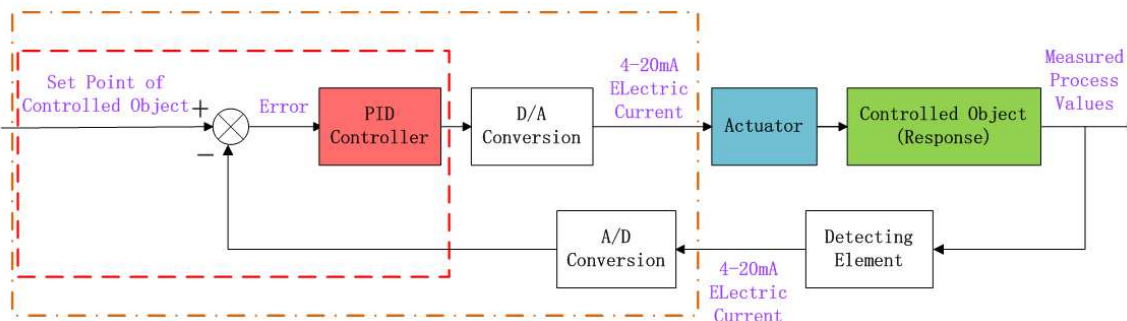 Set Point of
Controlled Object
+
−
Error
PID
Controller
D/A
Conversion
4-20mA
ELectric
Current
Actuator
Controlled Object
(Response)
Measured
Process
Values
A/D
Conversion
4-20mA
ELectric
Current
Detecting
Element